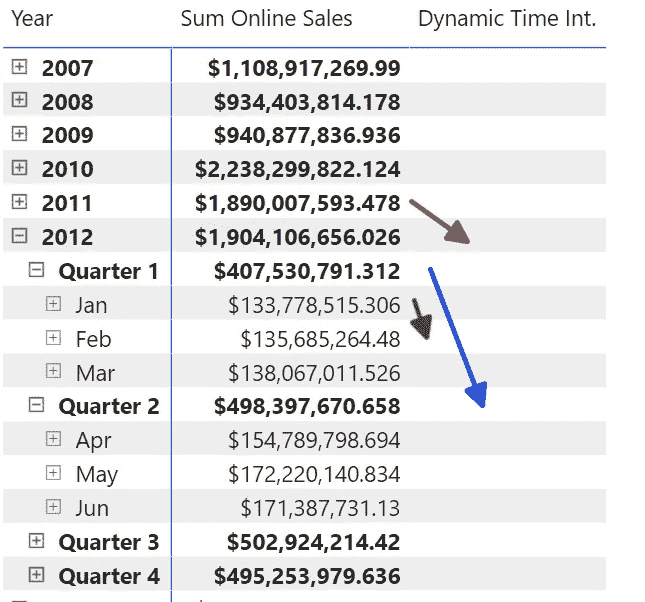 Year Sum Online Sales Dynamic Time Int.
2007 $1,108,917,269.99
2008 $934,403,814.178
2009 $940,877,836.936
2010 $2,238,299,822.124
2011 $1,890,007,593.478
2012 $1,904,106,656.026
Quarter 1 $407,530,791.312
Jan $133,778,515.306
Feb $135,685,264.48
Mar $138,067,011.526
Quarter 2 $498,397,670.658
Apr $154,789,798.694
May $172,220,140.834
Jun $171,387,731.13
Quarter 3 $502,924,214.42
Quarter 4 $495,253,979.636